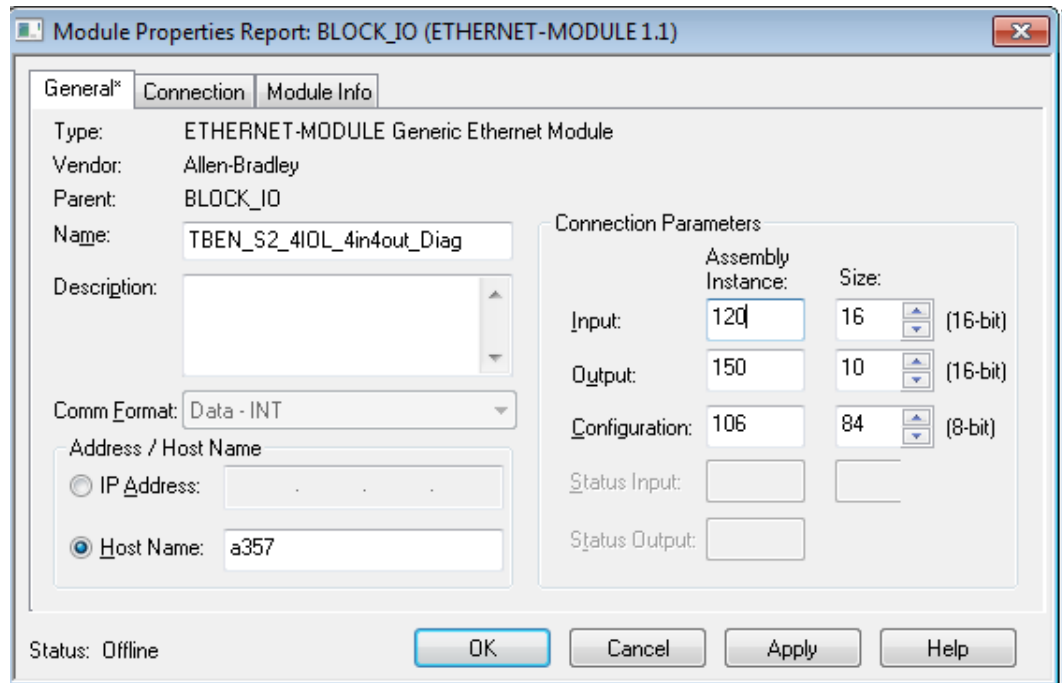 Module Properties Report: BLOCK_IO (ETHERNET-MODULE 1.1)
General* Connection Module Info
Type: ETHERNET-MODULE Generic Ethernet Module
Vendor: Allen-Bradley
Parent: BLOCK_IO
Name: TBEN_S2_4IOL_4in4out_Diag
Description:
Comm Format: Data - INT
Address / Host Name
IP Address: . . .
Host Name: a357
Connection Parameters
Assembly
Instance: Size:
Input: 120 16 (16-bit)
Output: 150 10 (16-bit)
Configuration: 106 84 (8-bit)
Status Input:
Status Output:
Status: Offline
OK Cancel Apply Help